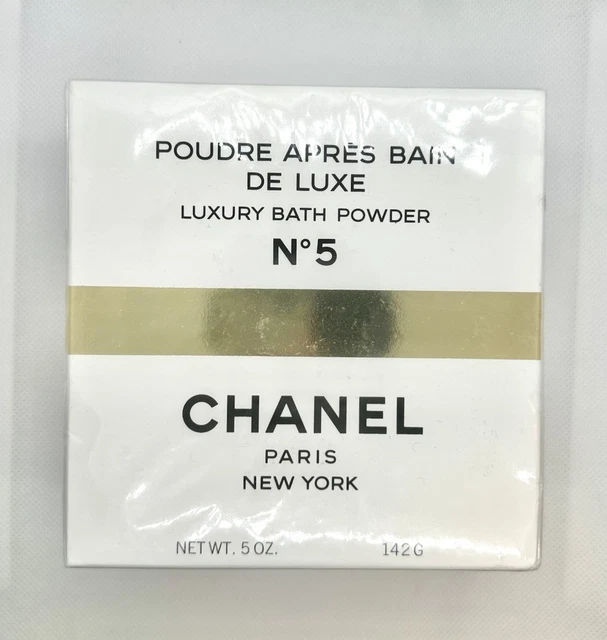 POUDRE APRÈS BAIN
DE LUXE
LUXURY BATH POWDER
N°5
CHANEL
PARIS
NEW YORK
NET WT. 5 OZ. 142 G